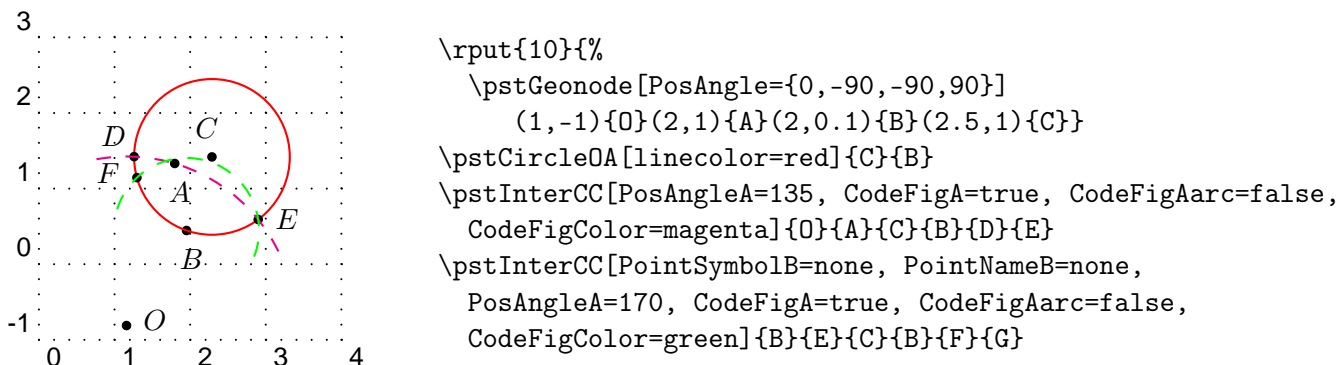 3
2
1
0
-1
0 1 2 3 4
D
C
F
A
E
B
O
\rput{10}{%
\pstGeonode[PosAngle={0,-90,-90,90}]
(1,-1){O}(2,1){A}(2,0.1){B}(2.5,1){C}}
\pstCircleOA[linecolor=red]{C}{B}
\pstInterCC[PosAngleA=135, CodeFigA=true, CodeFigAarc=false,
CodeFigColor=magenta]{O}{A}{C}{B}{D}{E}
\pstInterCC[PointSymbolB=none, PointNameB=none,
PosAngleA=170, CodeFigA=true, CodeFigAarc=false,
CodeFigColor=green]{B}{E}{C}{B}{F}{G}